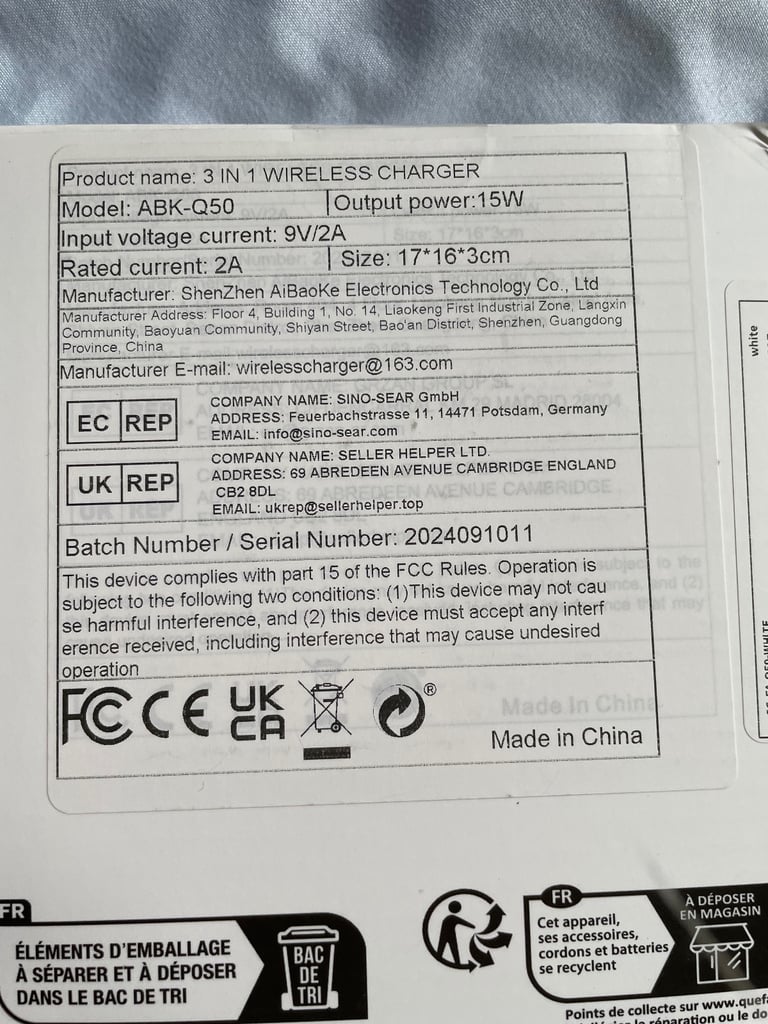 Product name: 3 IN 1 WIRELESS CHARGER
Model: ABK-Q50
Output power:15W
Input voltage current: 9V/2A
Rated current: 2A
Size: 17*16*3cm
Manufacturer: ShenZhen AiBaoKe Electronics Technology Co., Ltd
Manufacturer Address: Floor 4, Building 1, No. 14, Liaokeng First Industrial Zone, Langxin
Community, Baoyuan Community, Shiyan Street, Bao'an District, Shenzhen, Guangdong
Province, China
Manufacturer E-mail: wirelesscharger@163.com
EC REP
COMPANY NAME: SINO-SEAR GmbH
ADDRESS: Feuerbachstrasse 11, 14471 Potsdam, Germany
EMAIL: info@sino-sear.com
UK REP
COMPANY NAME: SELLER HELPER LTD.
ADDRESS: 69 ABREDEEN AVENUE CAMBRIDGE ENGLAND
CB2 8DL
EMAIL: ukrep@sellerhelper.top
Batch Number / Serial Number: 2024091011
This device complies with part 15 of the FCC Rules. Operation is
subject to the following two conditions: (1)This device may not cau
se harmful interference, and (2) this device must accept any interf
erence received, including interference that may cause undesired
operation
FC CE UK
CA
®
Made in China
white
FR
ÉLÉMENTS D'EMBALLAGE
À SÉPARER ET À DÉPOSER
DANS LE BAC DE TRI
BAC
DE
TRI
FR
Cet appareil,
ses accessoires,
cordons et batteries
se recyclent
À DÉPOSER
EN MAGASIN
Points de collecte sur www.quefa
réparation ou le do